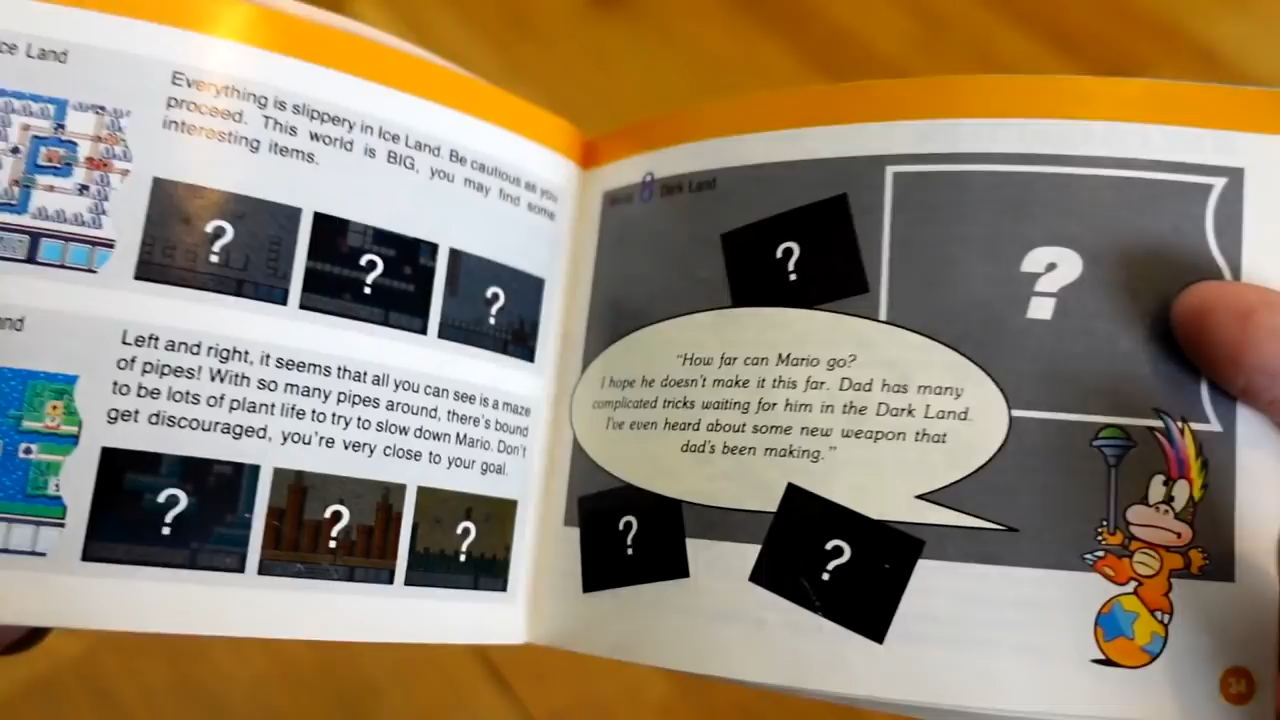 ce Land
Everything is slippery in Ice Land. Be cautious as you
proceed. This world is BIG, you may find some
interesting items.
?
?
?
nd
Left and right, it seems that all you can see is a maze
of pipes! With so many pipes around, there's bound
to be lots of plant life to try to slow down Mario. Don't
get discouraged, you're very close to your goal.
?
?
?
World 8 Dark Land
?
?
"How far can Mario go?
I hope he doesn't make it this far. Dad has many
complicated tricks waiting for him in the Dark Land.
I've even heard about some new weapon that
dad's been making."
?
?
34